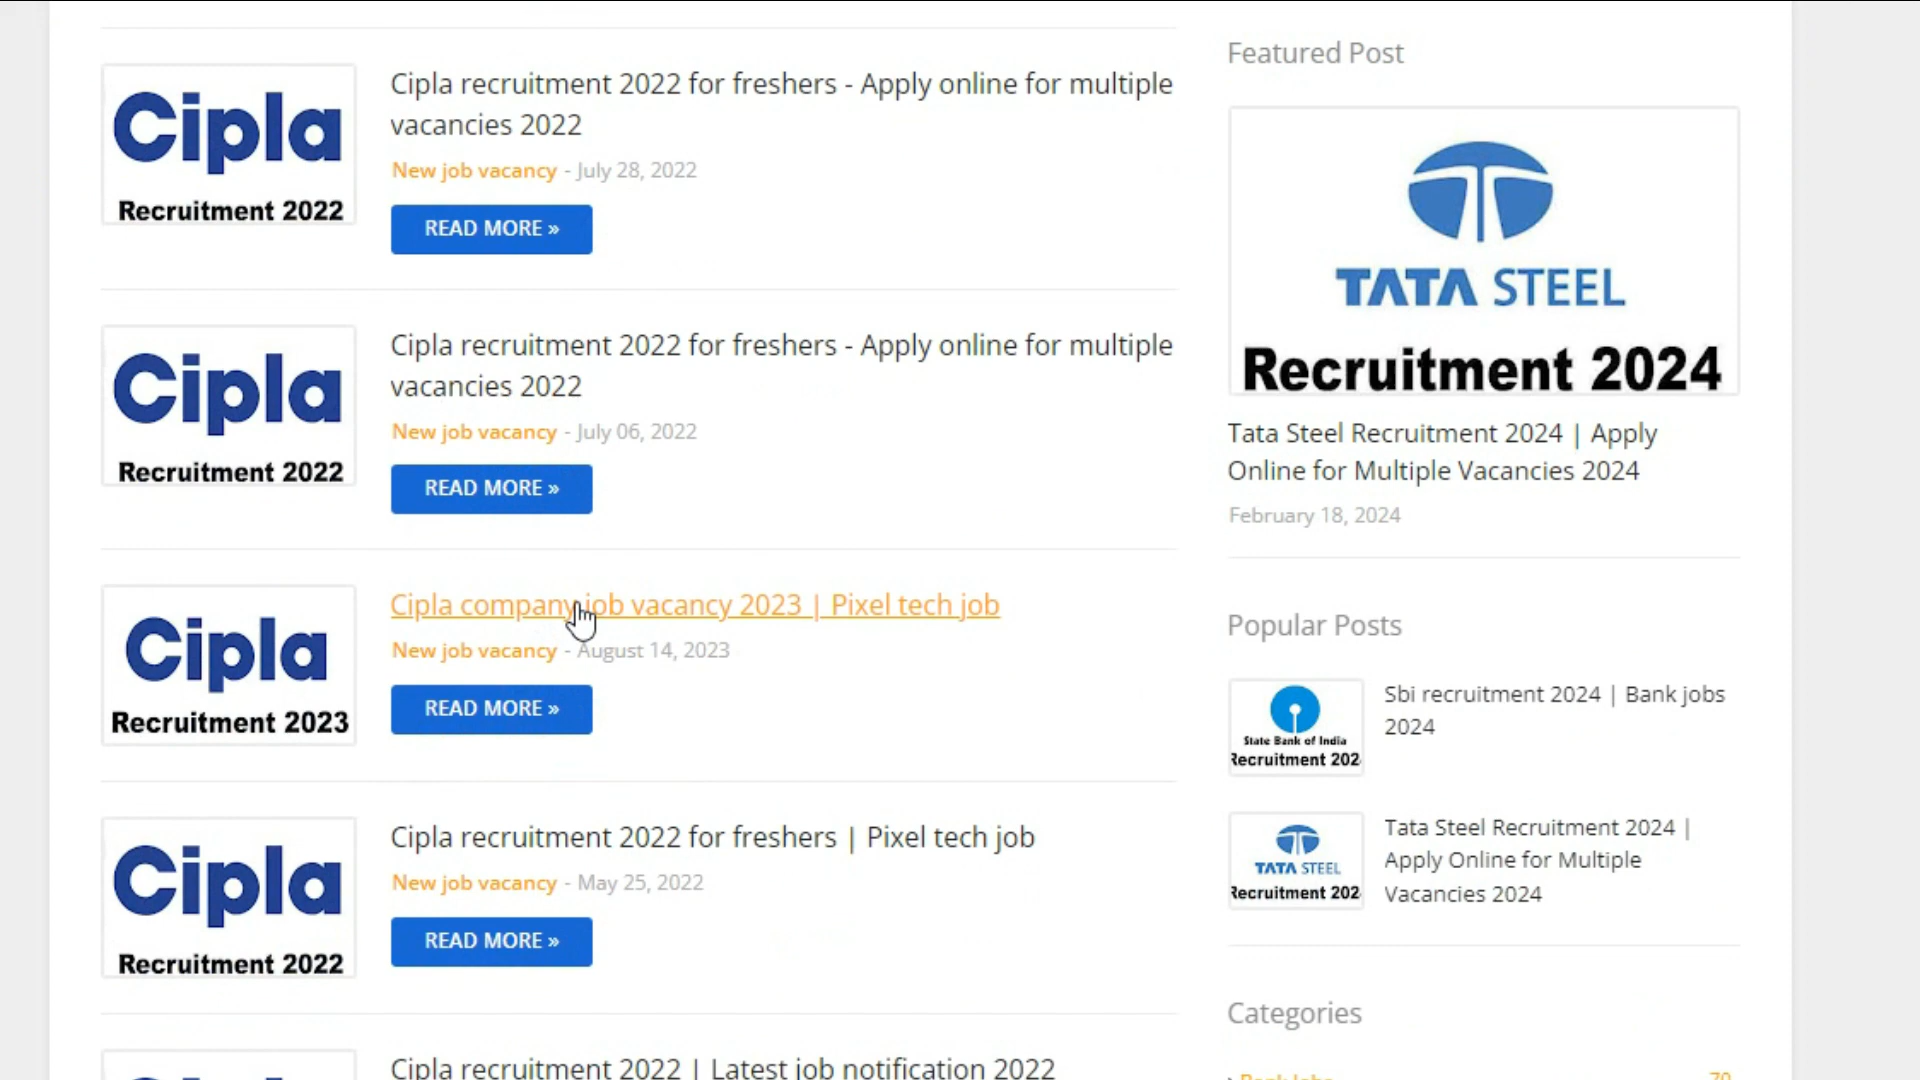 Cipla
Recruitment 2022
Cipla recruitment 2022 for freshers - Apply online for multiple
vacancies 2022
New job vacancy - July 28, 2022
READ MORE »
Cipla
Recruitment 2022
Cipla recruitment 2022 for freshers - Apply online for multiple
vacancies 2022
New job vacancy - July 06, 2022
READ MORE »
Cipla
Recruitment 2023
Cipla company job vacancy 2023 | Pixel tech job
New job vacancy - August 14, 2023
READ MORE »
Cipla
Recruitment 2022
Cipla recruitment 2022 for freshers | Pixel tech job
New job vacancy - May 25, 2022
READ MORE »
Cipla recruitment 2022 | Latest job notification 2022
Featured Post
TATA STEEL
Recruitment 2024
Tata Steel Recruitment 2024 | Apply
Online for Multiple Vacancies 2024
February 18, 2024
Popular Posts
State Bank of India
Recruitment 202
Sbi recruitment 2024 | Bank jobs
2024
TATA STEEL
Recruitment 202
Tata Steel Recruitment 2024 |
Apply Online for Multiple
Vacancies 2024
Categories
Bank Jobs 70